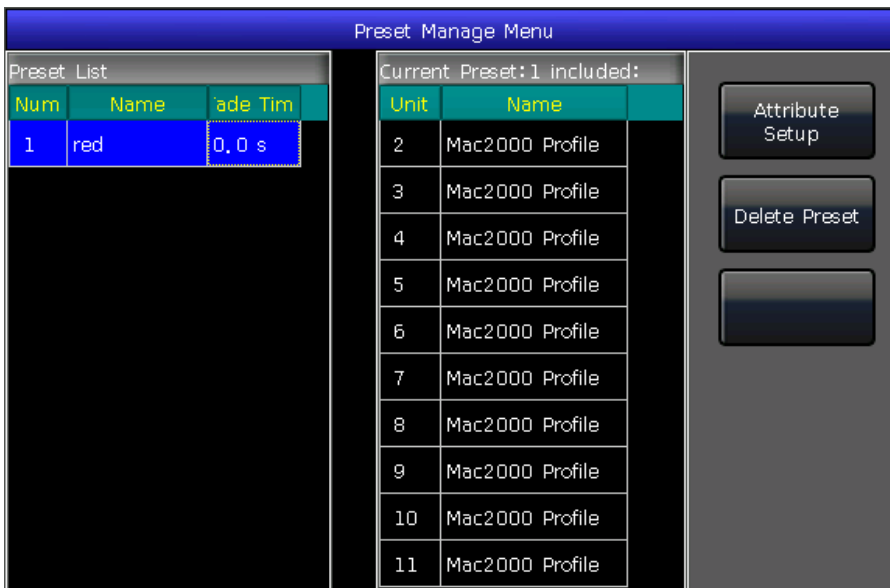 Preset Manage Menu
Preset List
Num Name ade Tim
1 red 0.0 s
Current Preset:1 included:
Unit Name
2 Mac2000 Profile
3 Mac2000 Profile
4 Mac2000 Profile
5 Mac2000 Profile
6 Mac2000 Profile
7 Mac2000 Profile
8 Mac2000 Profile
9 Mac2000 Profile
10 Mac2000 Profile
11 Mac2000 Profile
Attribute
Setup
Delete Preset